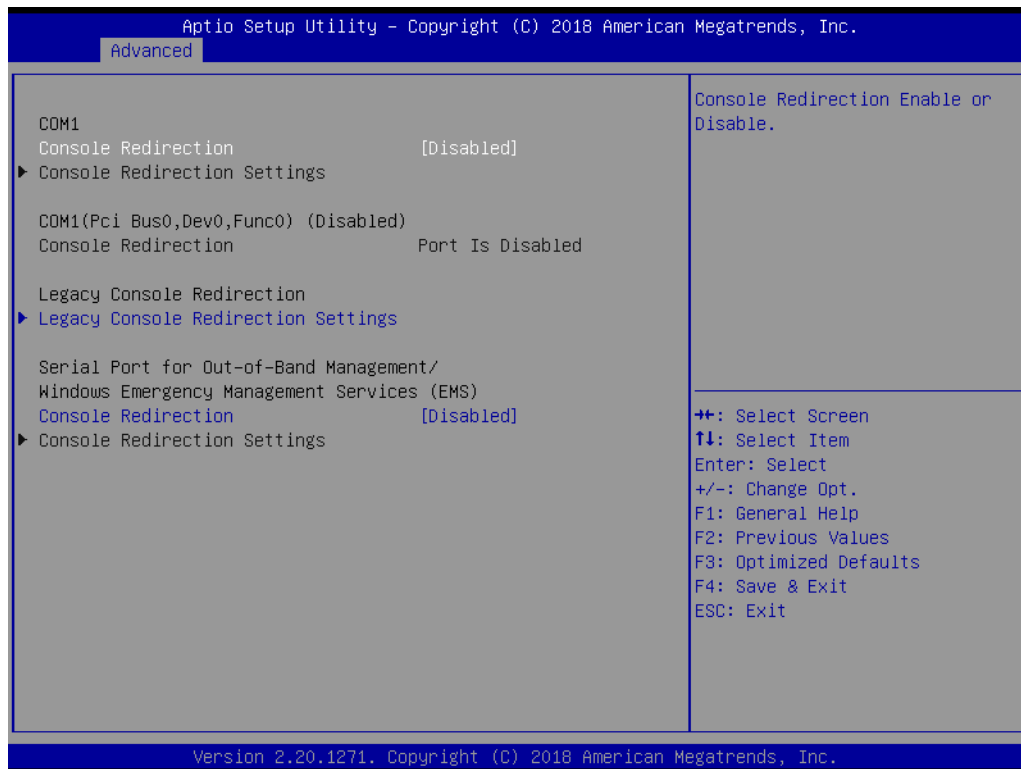 Aptio Setup Utility – Copyright (C) 2018 American Megatrends, Inc.
Advanced
COM1
Console Redirection [Disabled]
Console Redirection Settings
COM1(Pci Bus0,Dev0,Func0) (Disabled)
Console Redirection Port Is Disabled
Legacy Console Redirection
Legacy Console Redirection Settings
Serial Port for Out-of-Band Management/
Windows Emergency Management Services (EMS)
Console Redirection [Disabled]
Console Redirection Settings
Console Redirection Enable or
Disable.
→←: Select Screen
↑↓: Select Item
Enter: Select
+/-: Change Opt.
F1: General Help
F2: Previous Values
F3: Optimized Defaults
F4: Save & Exit
ESC: Exit
Version 2.20.1271. Copyright (C) 2018 American Megatrends, Inc.